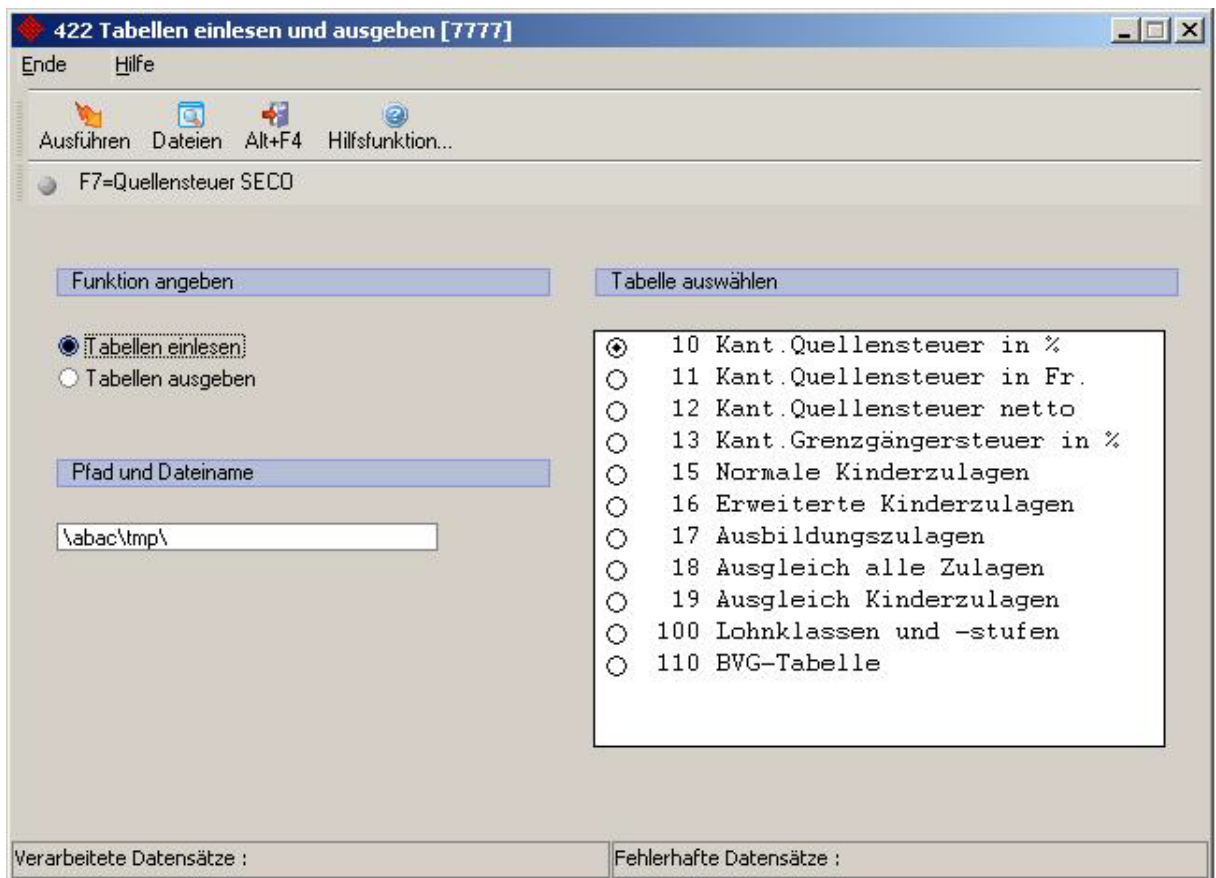 422 Tabellen einlesen und ausgeben [7777]
Ende Hilfe
Ausführen Dateien Alt+F4 Hilfsfunktion...
F7=Quellensteuer SECO
Funktion angeben
Tabellen einlesen
Tabellen ausgeben
Pfad und Dateiname
\abac\tmp\
Tabelle auswählen
10 Kant.Quellensteuer in %
11 Kant.Quellensteuer in Fr.
12 Kant.Quellensteuer netto
13 Kant.Grenzgängersteuer in %
15 Normale Kinderzulagen
16 Erweiterte Kinderzulagen
17 Ausbildungszulagen
18 Ausgleich alle Zulagen
19 Ausgleich Kinderzulagen
100 Lohnklassen und -stufen
110 BVG-Tabelle
Verarbeitete Datensätze :
Fehlerhafte Datensätze :